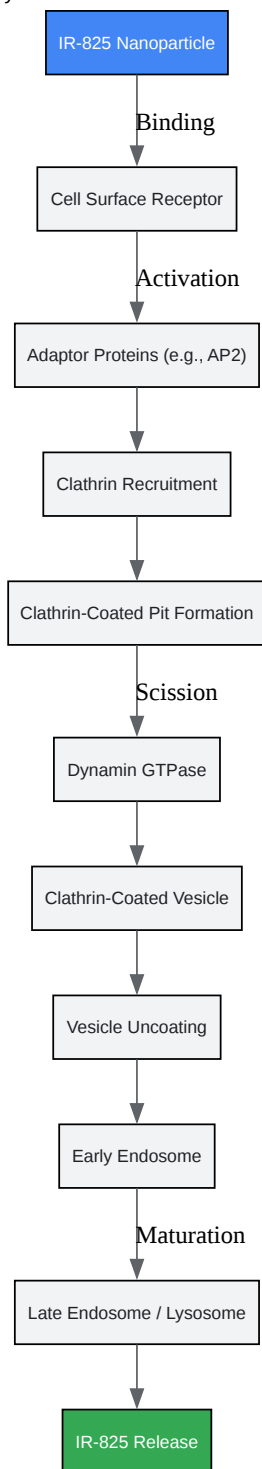 IR-825 Nanoparticle
Binding
Cell Surface Receptor
Activation
Adaptor Proteins (e.g., AP2)
Clathrin Recruitment
Clathrin-Coated Pit Formation
Scission
Dynamin GTPase
Clathrin-Coated Vesicle
Vesicle Uncoating
Early Endosome
Maturation
Late Endosome / Lysosome
IR-825 Release